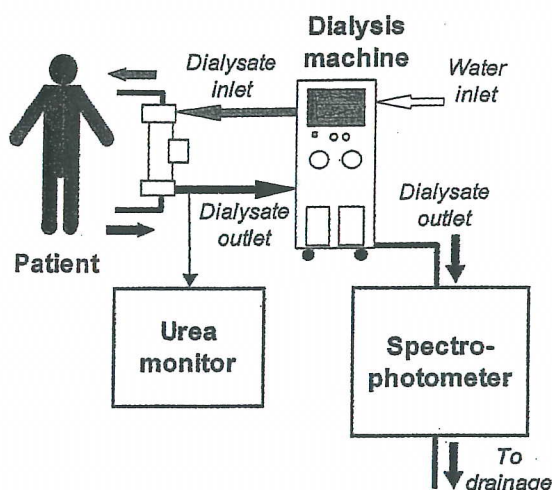 Dialysis
machine
Dialysate
inlet
Water
inlet
Dialysate
outlet
Dialysate
outlet
Patient
Urea
monitor
Spectro-
photometer
To
drainage